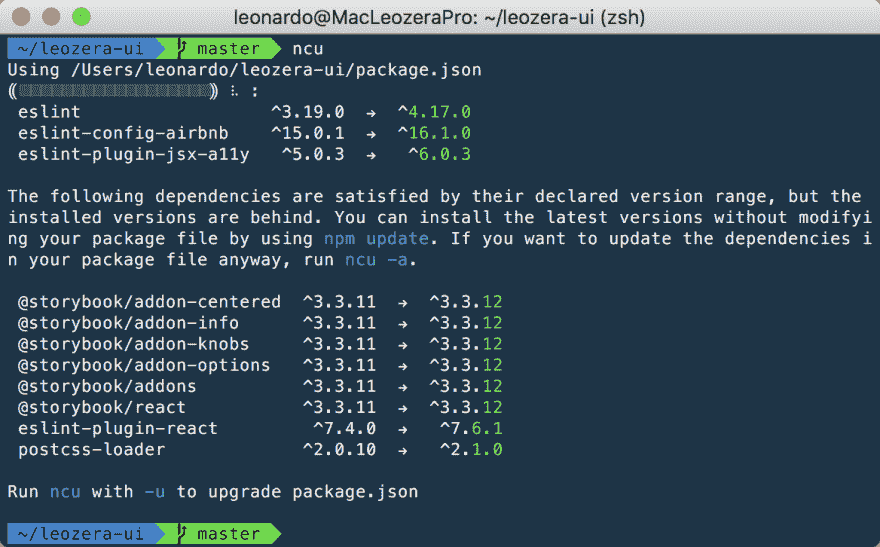 leonardo@MacLeozeraPro: ~/leozera-ui (zsh)
~/leozera-ui master ncu
Using /Users/leonardo/leozera-ui/package.json
⸨░░░░░░░░░░░░░░░░░░⸩ ⠧ :
eslint ^3.19.0 → ^4.17.0
eslint-config-airbnb ^15.0.1 → ^16.1.0
eslint-plugin-jsx-a11y ^5.0.3 → ^6.0.3
The following dependencies are satisfied by their declared version range, but the
installed versions are behind. You can install the latest versions without modifyi
ng your package file by using npm update. If you want to update the dependencies i
n your package file anyway, run ncu -a.
@storybook/addon-centered ^3.3.11 → ^3.3.12
@storybook/addon-info ^3.3.11 → ^3.3.12
@storybook/addon-knobs ^3.3.11 → ^3.3.12
@storybook/addon-options ^3.3.11 → ^3.3.12
@storybook/addons ^3.3.11 → ^3.3.12
@storybook/react ^3.3.11 → ^3.3.12
eslint-plugin-react ^7.4.0 → ^7.6.1
postcss-loader ^2.0.10 → ^2.1.0
Run ncu with -u to upgrade package.json
~/leozera-ui master